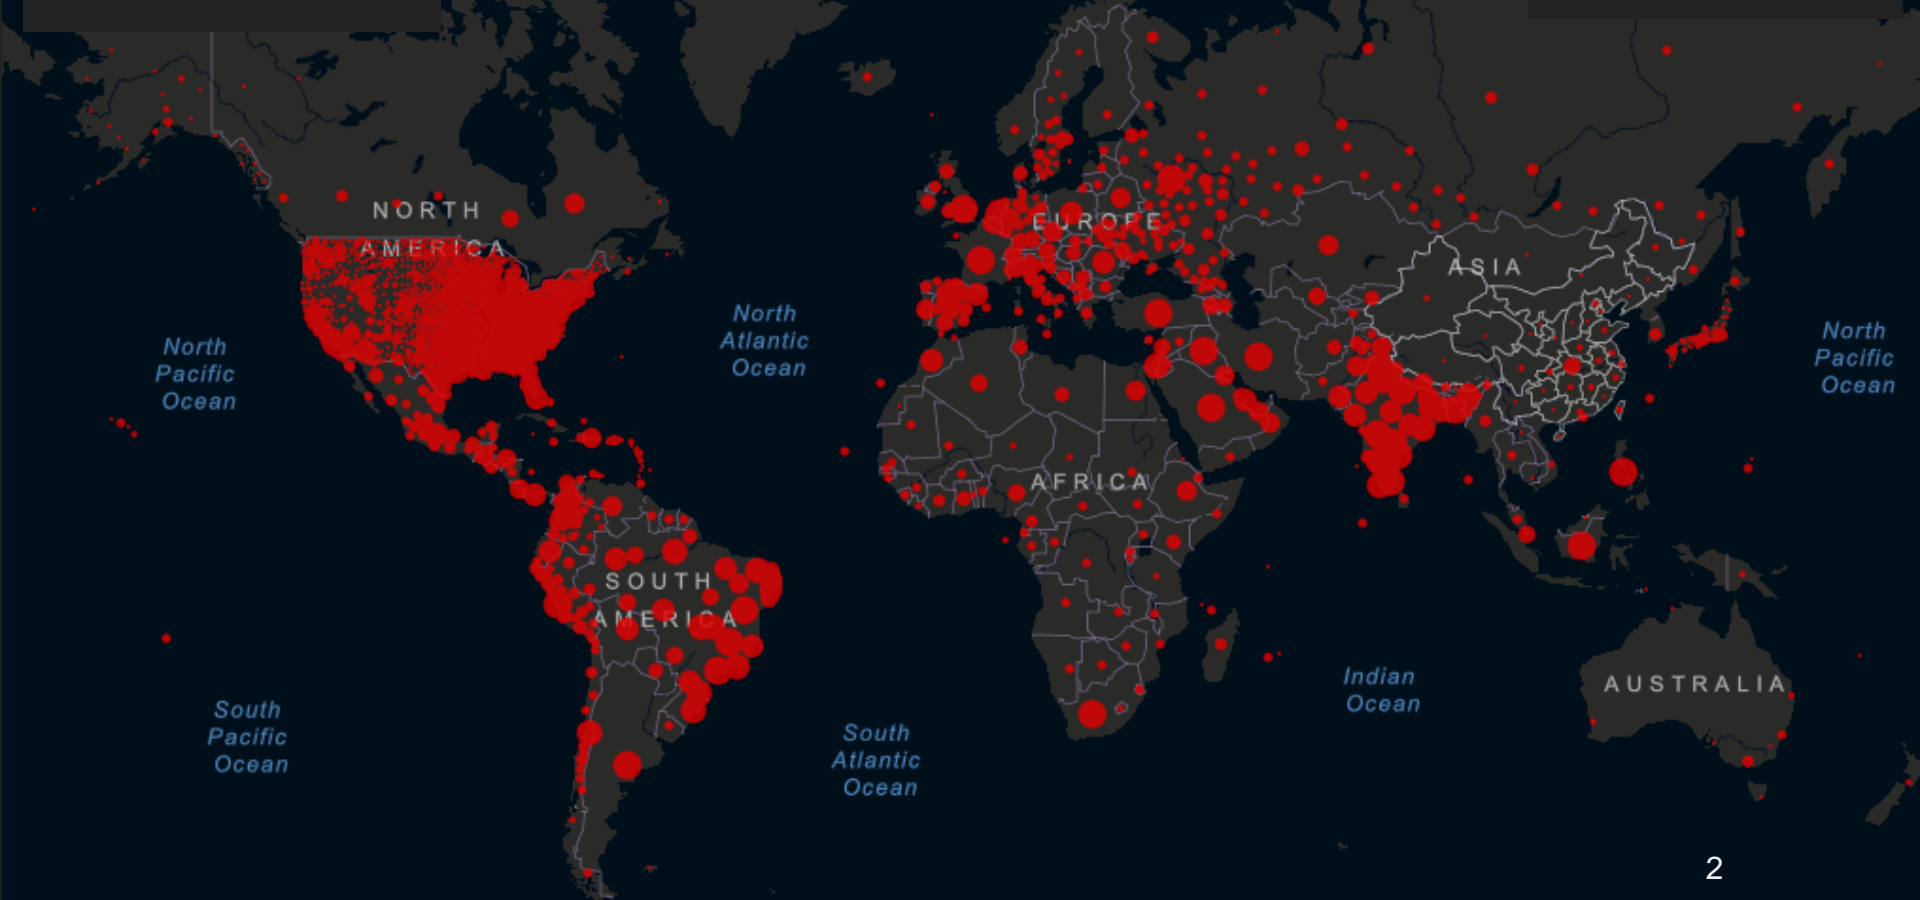 NORTH
AMERICA
EUROPE
ASIA
North
Atlantic
Ocean
North
Pacific
Ocean
North
Pacific
Ocean
AFRICA
SOUTH
AMERICA
Indian
Ocean
AUSTRALIA
South
Pacific
Ocean
South
Atlantic
Ocean
2